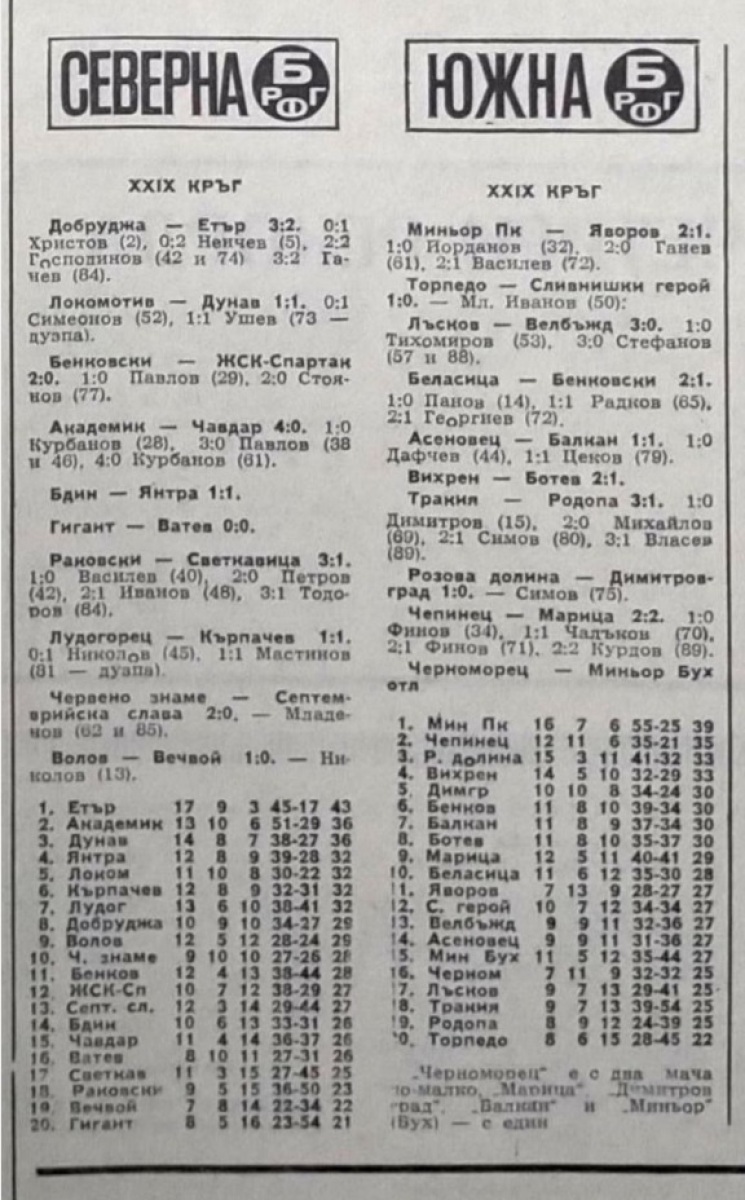 СЕВЕРНА Б РФГ
XXIX КРЪГ
Добруджа — Етър 3:2. 0:1
Христов (2), 0:2 Ненчев (5), 2:2
Господинов (42 и 74) 3:2 Га-
нев (84).
Локомотив — Дунав 1:1. 0:1
Симеонов (52), 1:1 Ушев (73 —
дузпа).
Бенковски — ЖСК-Спартак
2:0. 1:0 Павлов (29), 2:0 Стоя-
нов (77).
Академик — Чавдар 4:0. 1:0
Курбанов (28), 3:0 Павлов (38
и 46), 4:0 Курбанов (61).
Бдин — Янтра 1:1.
Гигант — Ватев 0:0.
Раковски — Светкавица 3:1.
1:0 Василев (40), 2:0 Петров
(42), 2:1 Иванов (48), 3:1 Тодо-
ров (84).
Лудогорец — Кърпачев 1:1.
0:1 Николов (45), 1:1 Мастинов
(81 — дузпа).
Червено знаме — Септем-
врийска слава 2:0. — Младе-
нов (62 и 85).
Волов — Вечвой 1:0. — Ни-
колов (13).
1. Етър 17 9 3 45-17 43
2. Академик 13 10 6 51-29 36
3. Дунав 14 8 7 38-27 36
4. Янтра 12 8 9 39-28 32
5. Локом 11 10 8 30-22 32
6. Кърпачев 12 8 9 32-31 32
7. Лудог 13 6 10 38-41 32
8. Добруджа 10 9 10 34-27 29
9. Волов 12 5 12 28-24 29
10. Ч. знаме 9 10 10 27-26 28
11. Бенков 12 4 13 38-44 28
12 ЖСК-Сп 10 7 12 38-29 27
13. Септ. сл. 12 3 14 29-44 27
14. Бдин 10 6 13 33-31 26
15. Чавдар 11 4 14 36-37 26
16. Ватев 8 10 11 27-31 26
17 Светкав 11 3 15 27-45 25
18. Раковски 9 5 15 36-50 23
19. Вечвой 7 8 14 22-34 22
20. Гигант 8 5 16 23-54 21
ЮЖНА Б РФГ
XXIX КРЪГ
Миньор Пк — Яворов 2:1.
1:0 Йорданов (32), 2:0 Ганев
(61), 2:1 Василев (72).
Торпедо — Сливнишки герой
1:0. — Мл. Иванов (50):
Лъсков — Велбъжд 3:0. 1:0
Тихомиров (53), 3:0 Стефанов
(57 и 88).
Беласица — Бенковски 2:1.
1:0 Панов (14), 1:1 Радков (65),
2:1 Георгиев (72).
Асеновец — Балкан 1:1. 1:0
Дафчев (44), 1:1 Цеков (79).
Вихрен — Ботев 2:1.
Тракия — Родопа 3:1. 1:0
Димитров (15), 2:0 Михайлов
(69), 2:1 Симов (80), 3:1 Власев
(89).
Розова долина — Димитров-
град 1:0. — Симов (75).
Чепинец — Марица 2:2. 1:0
Финов (34), 1:1 Чалъков (70),
2:1 Финов (71), 2:2 Курдов (89).
Черноморец — Миньор Бух
отл
1. Мин Пк 16 7 6 55-25 39
2. Чепинец 12 11 6 35-21 35
3. Р. долина 15 3 11 41-32 33
4. Вихрен 14 5 10 32-29 33
5. Димгр 10 10 8 34-24 30
6. Бенков 11 8 10 39-34 30
7. Балкан 11 8 9 37-34 30
8. Ботев 11 8 10 35-37 30
9. Марица 12 5 11 40-41 29
10. Беласица 11 6 12 35-30 28
11. Яворов 7 13 9 28-27 27
12. С. герой 10 7 12 34-34 27
13. Велбъжд 9 9 11 32-36 27
14. Асеновец 9 9 11 31-36 27
5. Мин Бух 11 5 12 35-44 27
16. Черном 7 11 9 32-32 25
7. Лъсков 9 7 13 29-41 25
8. Тракия 9 7 13 39-54 25
9. Родопа 8 9 12 24-39 25
0. Торпедо 8 6 15 28-45 22
„Черноморец" е с два мача
по-малко, „Марица", „Димитров
рад", „Балкан" и „Миньор"
(Бух) — с един